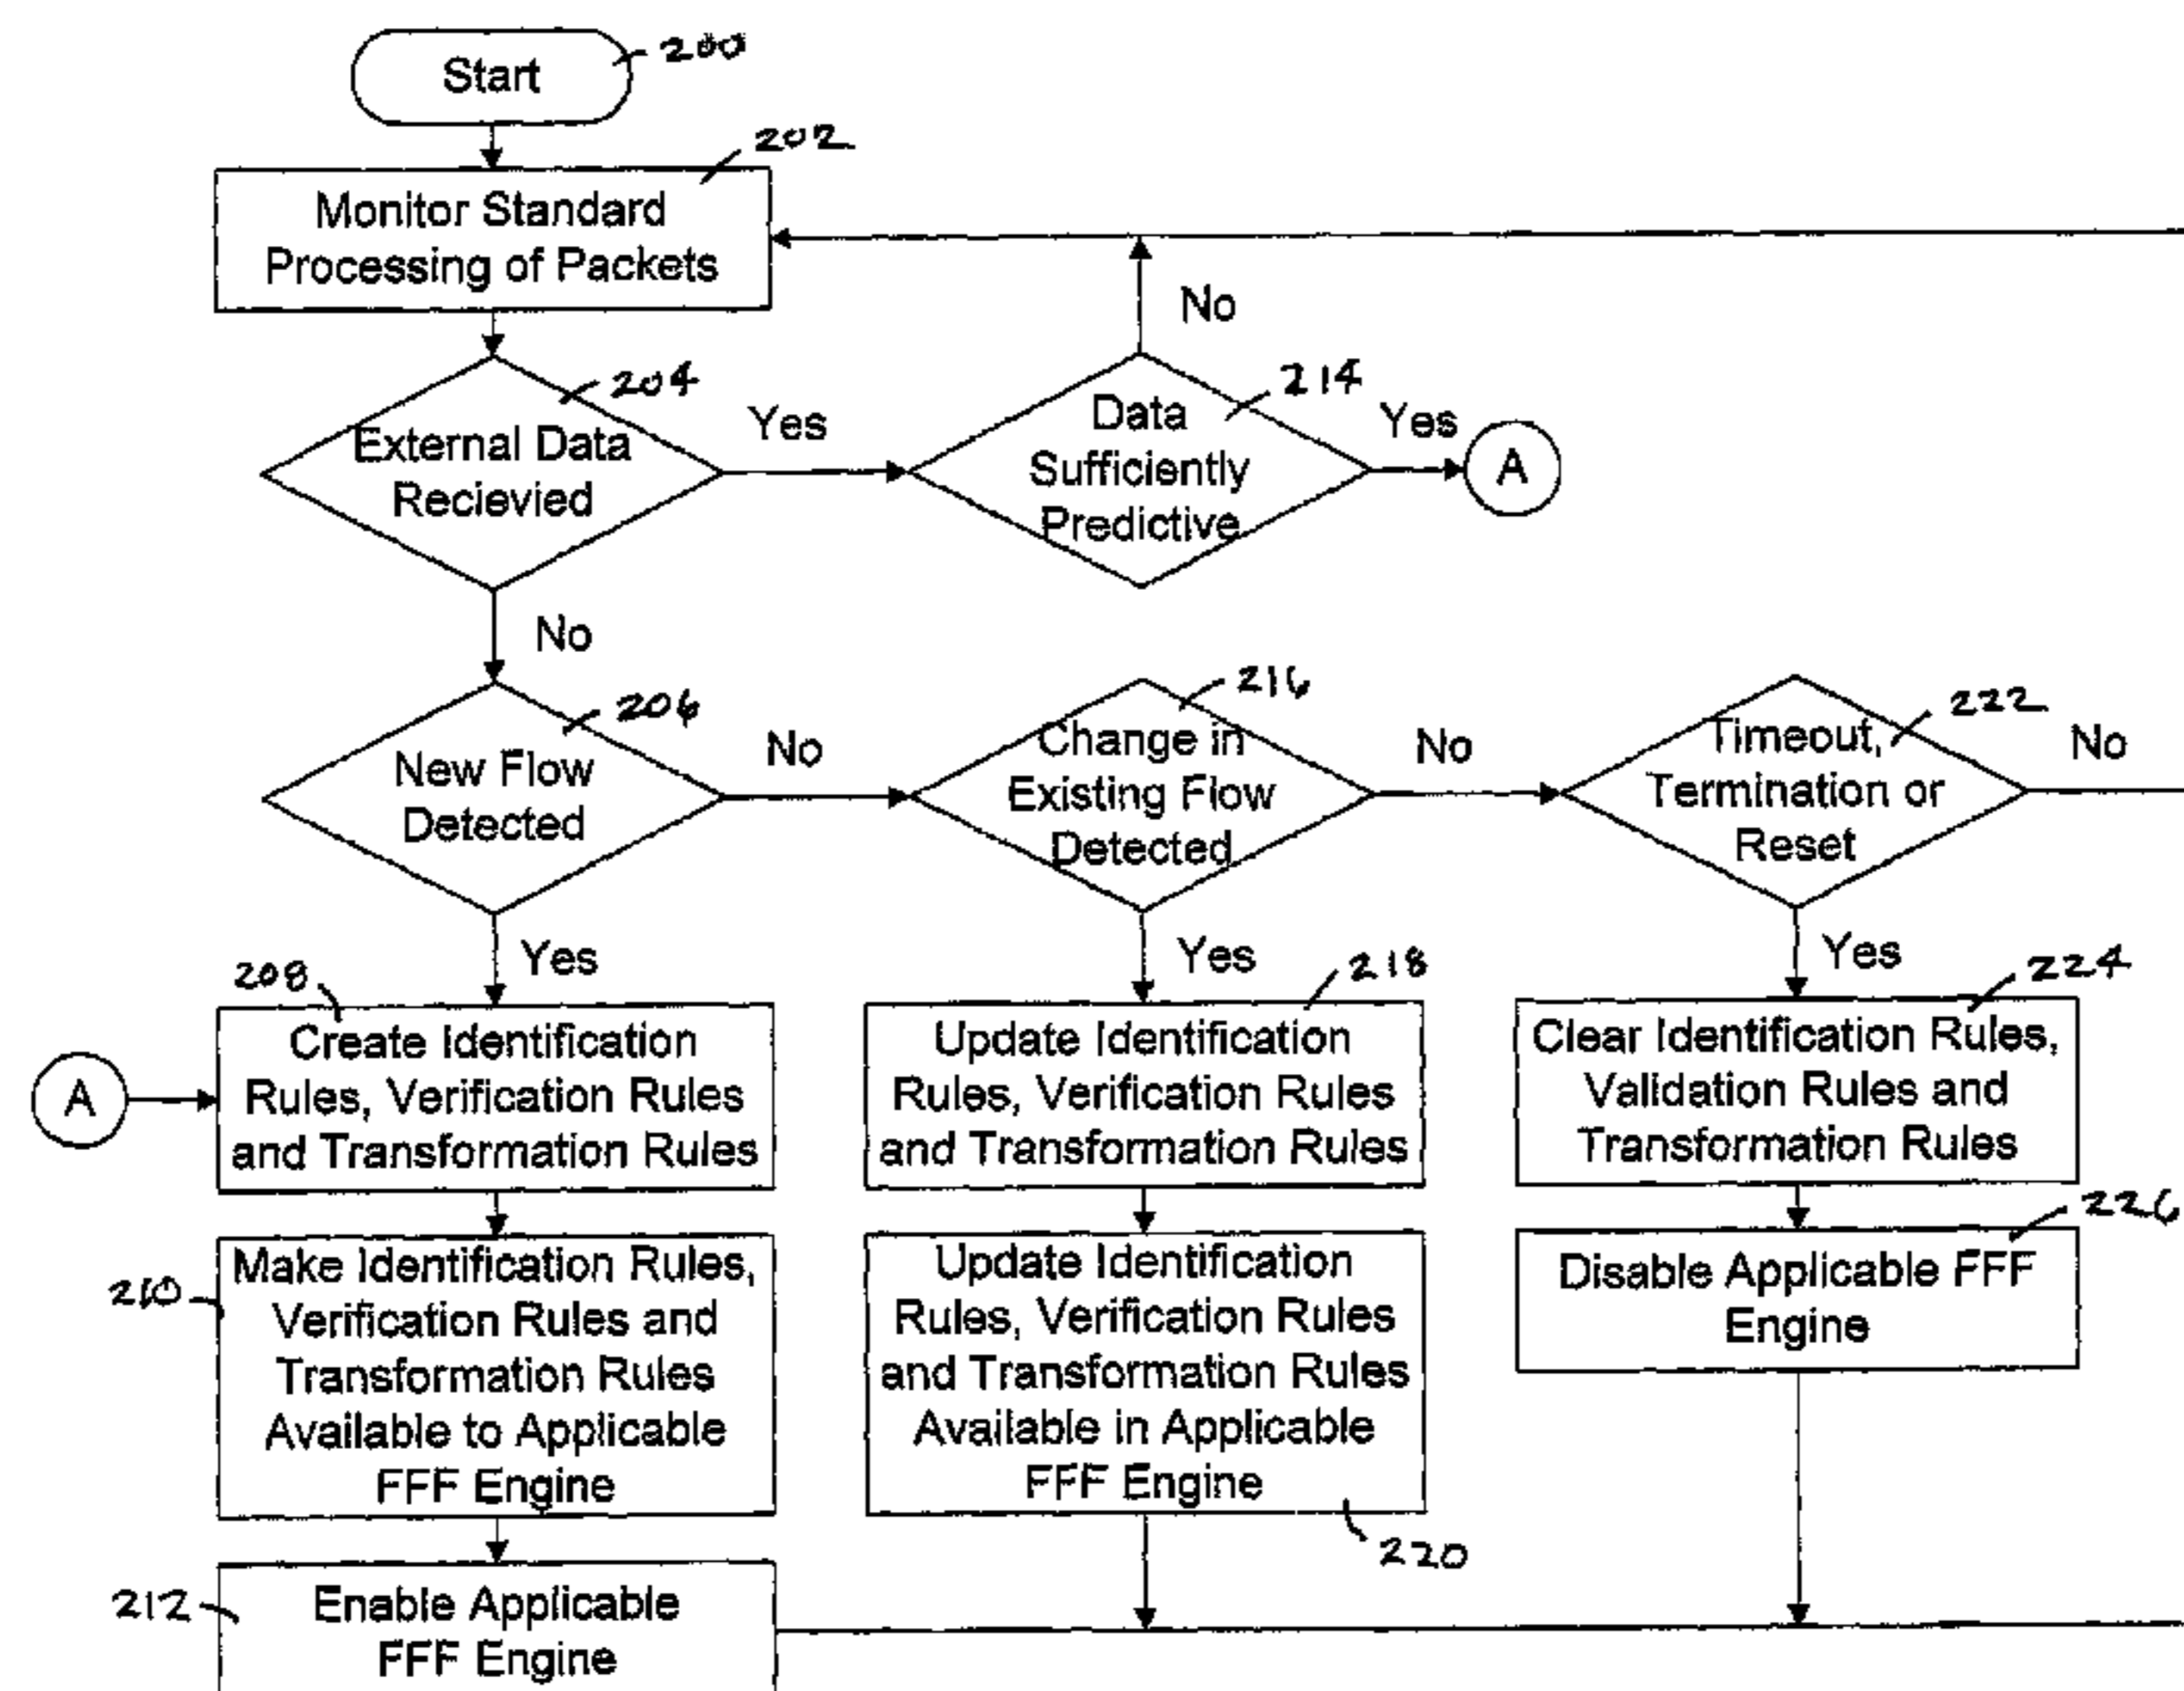 Start
200
202
Monitor Standard
Processing of Packets
No
204
External Data
Recievied
Yes
214
Data
Sufficiently
Predictive
Yes
A
No
206
New Flow
Detected
No
216
Change in
Existing Flow
Detected
No
222
Timeout,
Termination or
Reset
No
Yes
Yes
Yes
208
A
Create Identification
Rules, Verification Rules
and Transformation Rules
218
Update Identification
Rules, Verification Rules
and Transformation Rules
224
Clear Identification Rules,
Validation Rules and
Transformation Rules
210
Make Identification Rules,
Verification Rules and
Transformation Rules
Available to Applicable
FFF Engine
Update Identification
Rules, Verification Rules
and Transformation Rules
Available in Applicable
FFF Engine
220
226
Disable Applicable FFF
Engine
212
Enable Applicable
FFF Engine